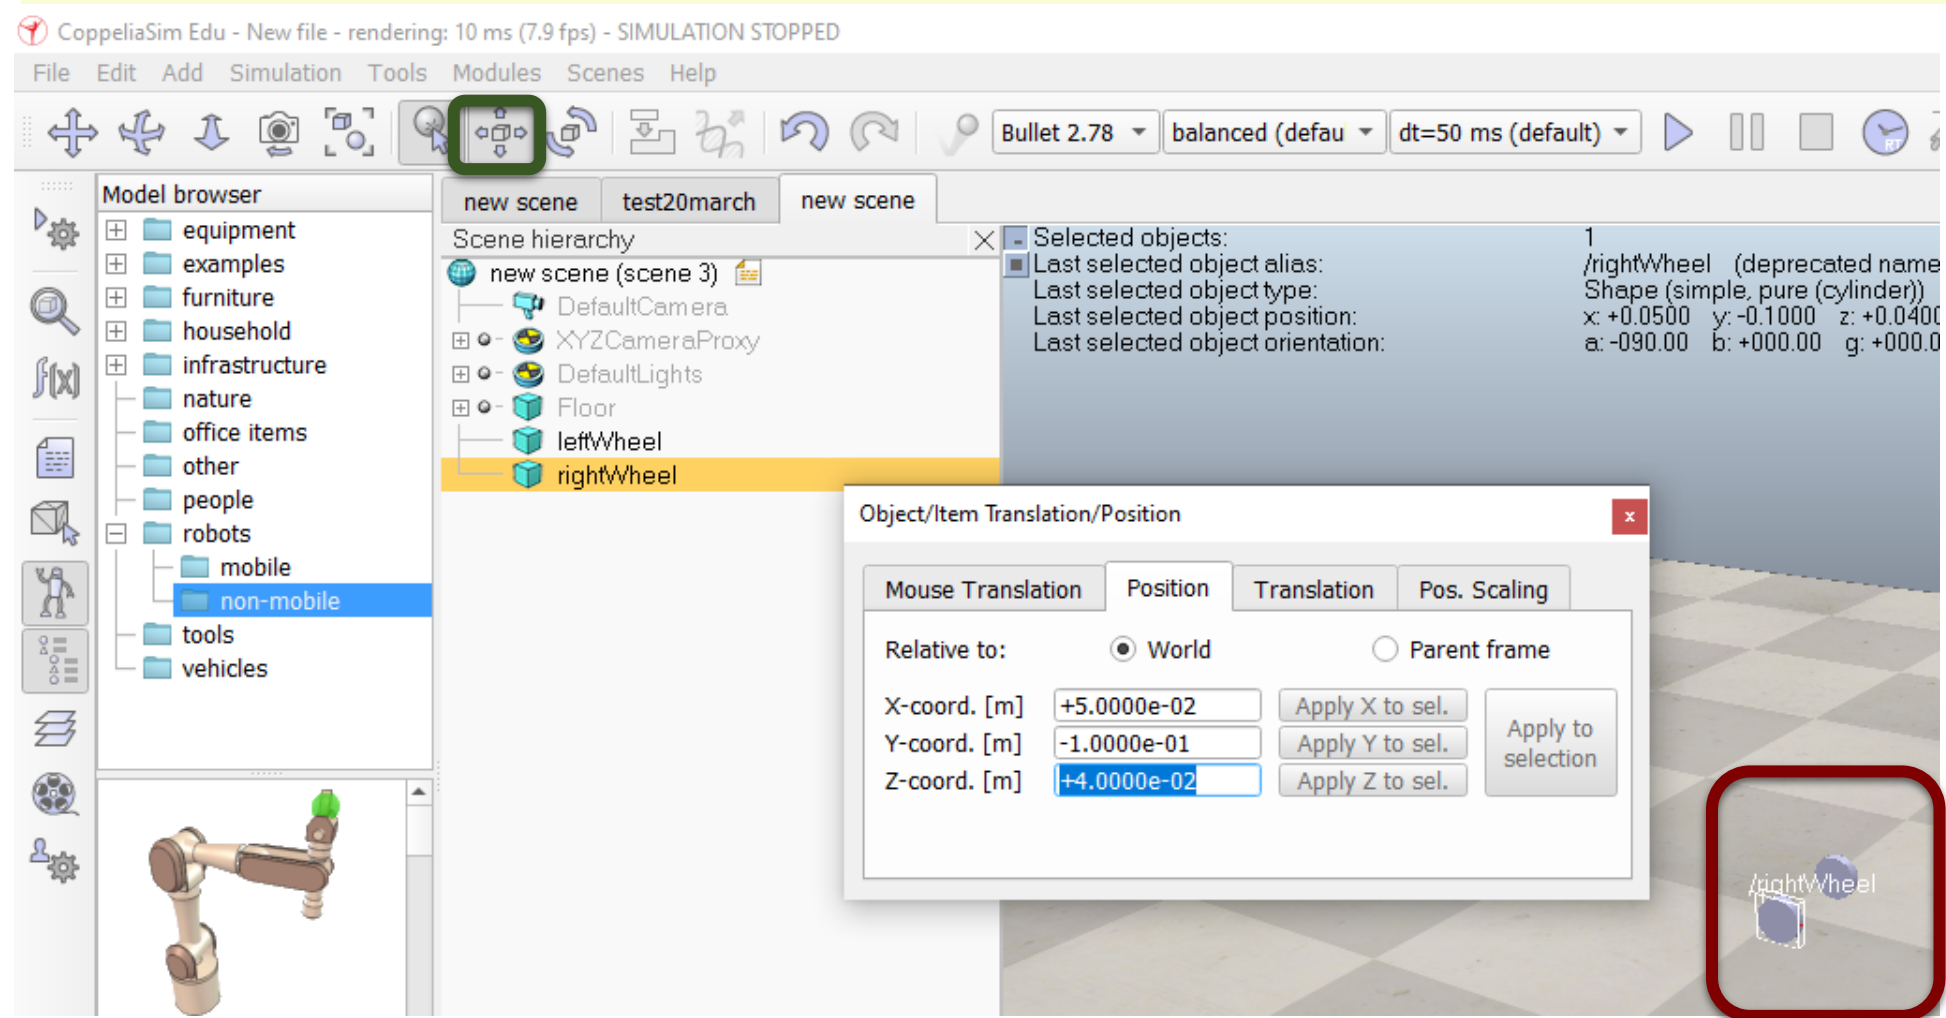 CoppeliaSim Edu - New file - rendering: 10 ms (7.9 fps) - SIMULATION STOPPED
File Edit Add Simulation Tools Modules Scenes Help
Bullet 2.78 balanced (defau dt=50 ms (default)
RT
Model browser
equipment
examples
furniture
household
infrastructure
nature
office items
other
people
robots
mobile
non-mobile
tools
vehicles
f(x)
new scene test20march new scene
Scene hierarchy
new scene (scene 3)
DefaultCamera
XYZCameraProxy
DefaultLights
Floor
leftWheel
rightWheel
Selected objects: 1
Last selected object alias: /rightWheel (deprecated name
Last selected object type: Shape (simple, pure (cylinder))
Last selected object position: x: +0.0500 y: -0.1000 z: +0.0400
Last selected object orientation: a: -090.00 b: +000.00 g: +000.0
Object/Item Translation/Position
x
Mouse Translation Position Translation Pos. Scaling
Relative to: World Parent frame
X-coord. [m] +5.0000e-02 Apply X to sel.
Y-coord. [m] -1.0000e-01 Apply Y to sel.
Z-coord. [m] +4.0000e-02 Apply Z to sel.
Apply to
selection
/rightWheel